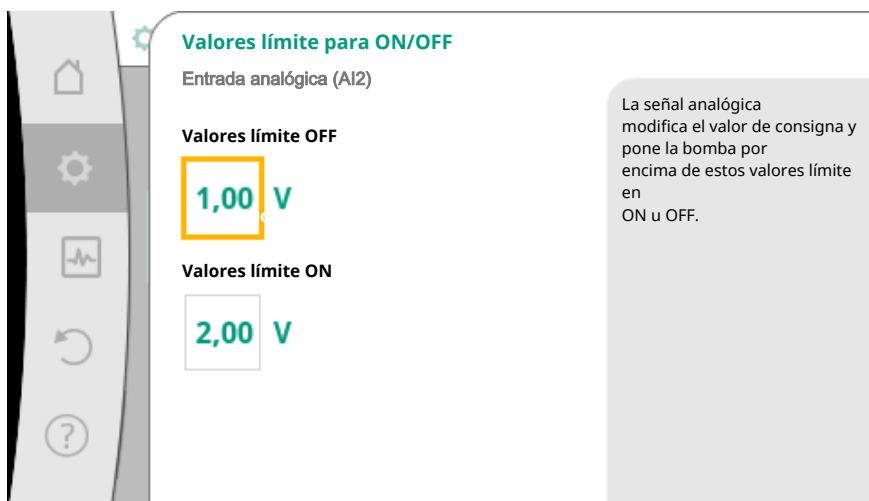 Valores límite para ON/OFF
Entrada analógica (AI2)
Valores límite OFF
1,00 V
Valores límite ON
2,00 V
La señal analógica
modifica el valor de consigna y
pone la bomba por
encima de estos valores límite
en
ON u OFF.
?